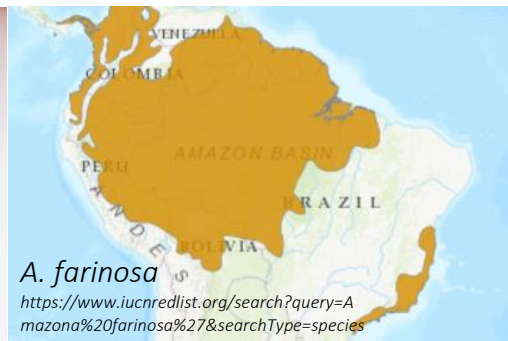 VENEZUELA
COLOMBIA
AMAZON BASIN
PERU
BRAZIL
ANDES
BOLIVIA
A. farinosa
https://www.iucnredlist.org/search?query=A
mazona%20farinosa%27&searchType=species